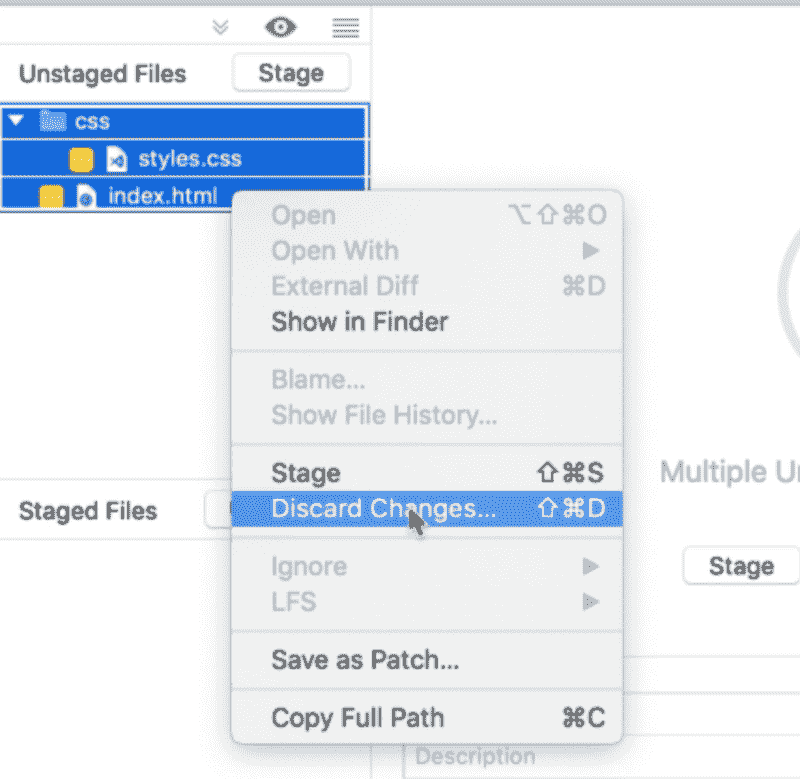 Unstaged Files Stage
css
styles.css
index.html
Open ⌥⇧⌘O
Open With ▶
External Diff ⌘D
Show in Finder
Blame...
Show File History...
Stage ⇧⌘S
Discard Changes... ⇧⌘D
Ignore ▶
LFS ▶
Save as Patch...
Copy Full Path ⌘C
Staged Files
Multiple
Stage
Description